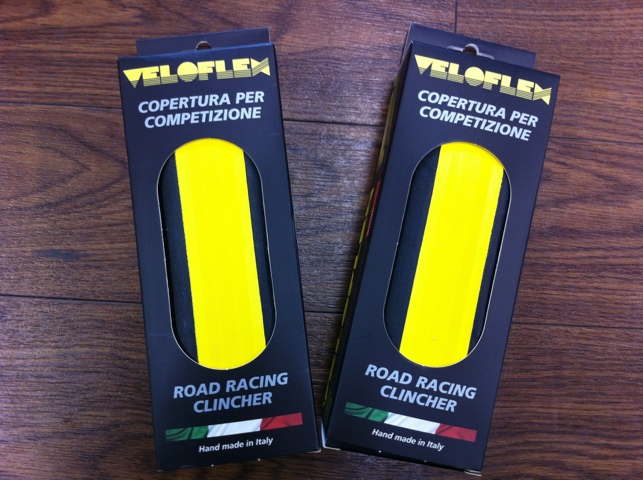 VELOFLEX
COPERTURA PER
COMPETIZIONE
ROAD RACING
CLINCHER
Hand made in Italy
VELOFLEX
COPERTURA PER
COMPETIZIONE
ROAD RACING
CLINCHER
Hand made in Italy